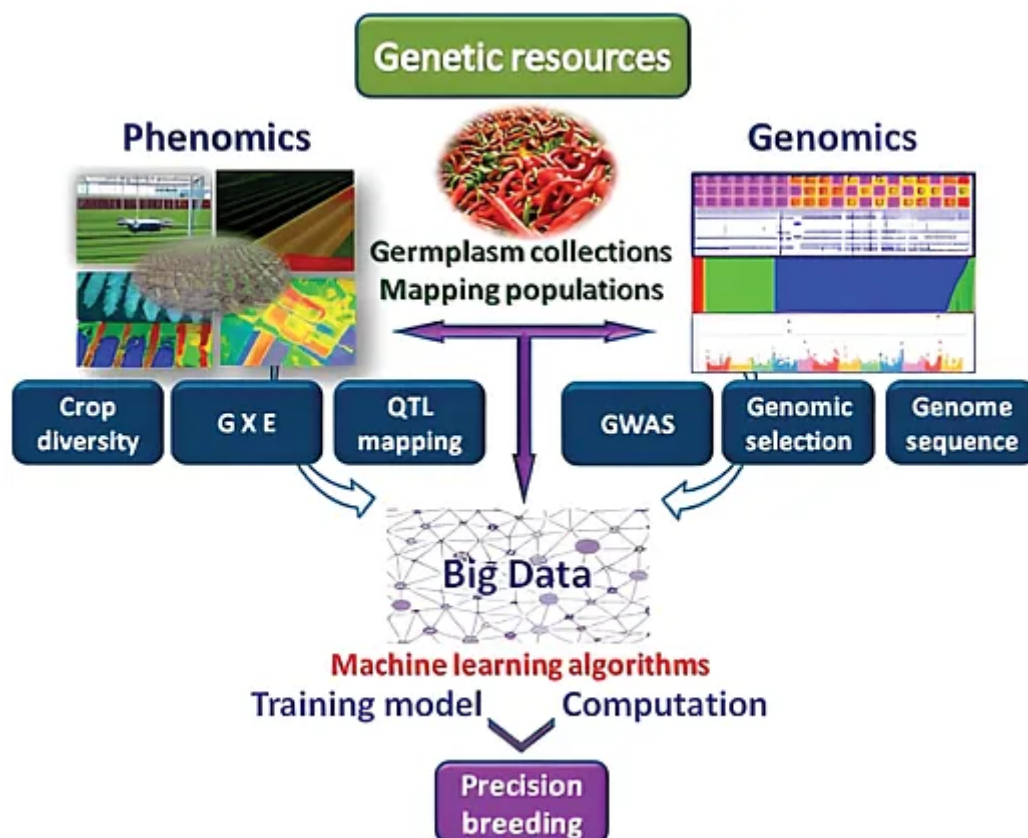 Genetic resources
Phenomics
Genomics
Germplasm collections
Mapping populations
Crop
diversity
G X E
QTL
mapping
GWAS
Genomic
selection
Genome
sequence
Big Data
Machine learning algorithms
Training model
Computation
Precision
breeding